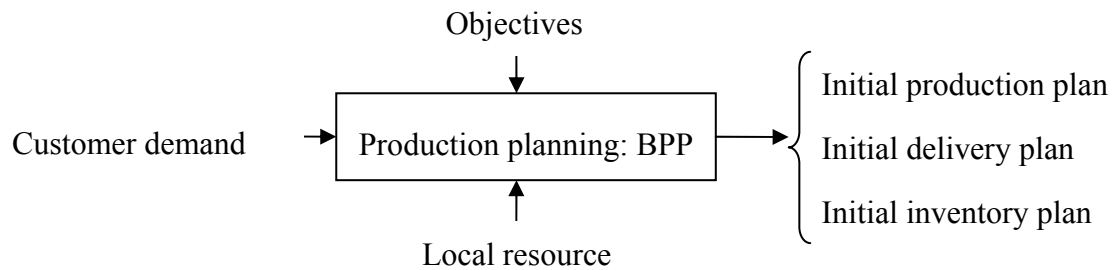 Objectives
Customer demand
Production planning: BPP
Initial production plan
Initial delivery plan
Initial inventory plan
Local resource